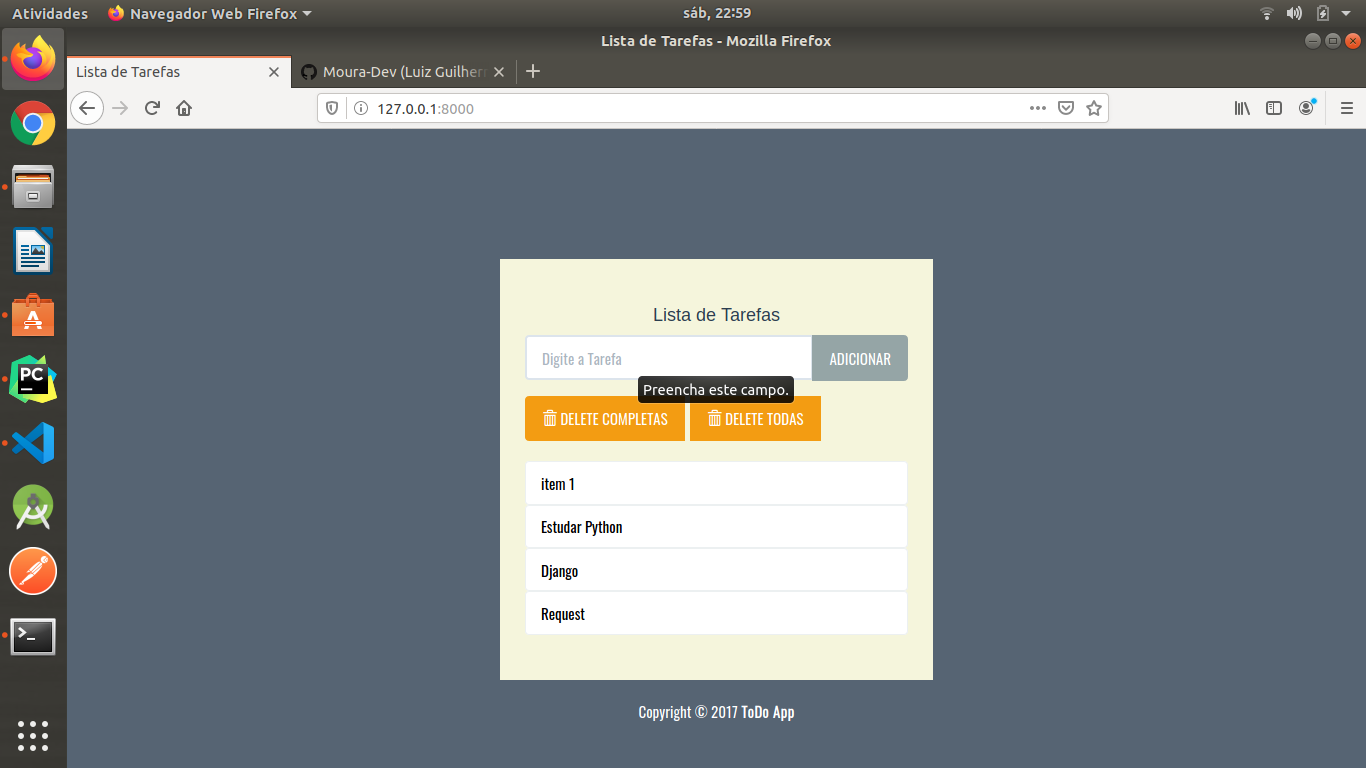 Atividades
Navegador Web Firefox
sáb, 22:59
Lista de Tarefas - Mozilla Firefox
Lista de Tarefas
Moura-Dev (Luiz Guilherm
127.0.0.1:8000
Lista de Tarefas
Digite a Tarefa
ADICIONAR
Preencha este campo.
DELETE COMPLETAS
DELETE TODAS
item 1
Estudar Python
Django
Request
Copyright © 2017 ToDo App
PC